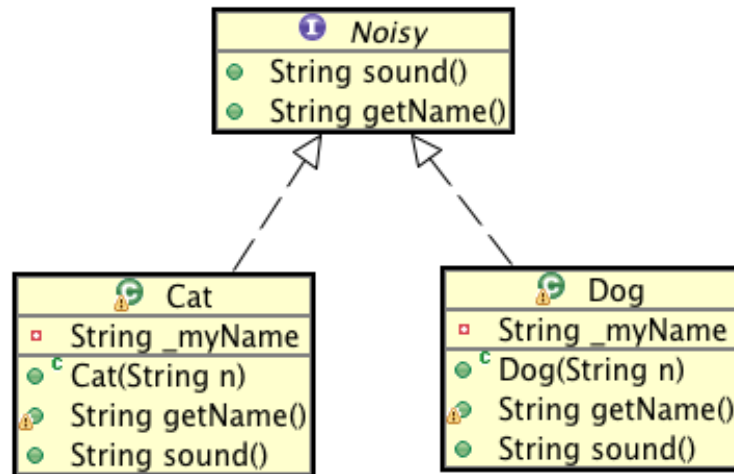 I Noisy
String sound()
String getName()
C Cat
String _myName
c Cat(String n)
String getName()
String sound()
C Dog
String _myName
c Dog(String n)
String getName()
String sound()